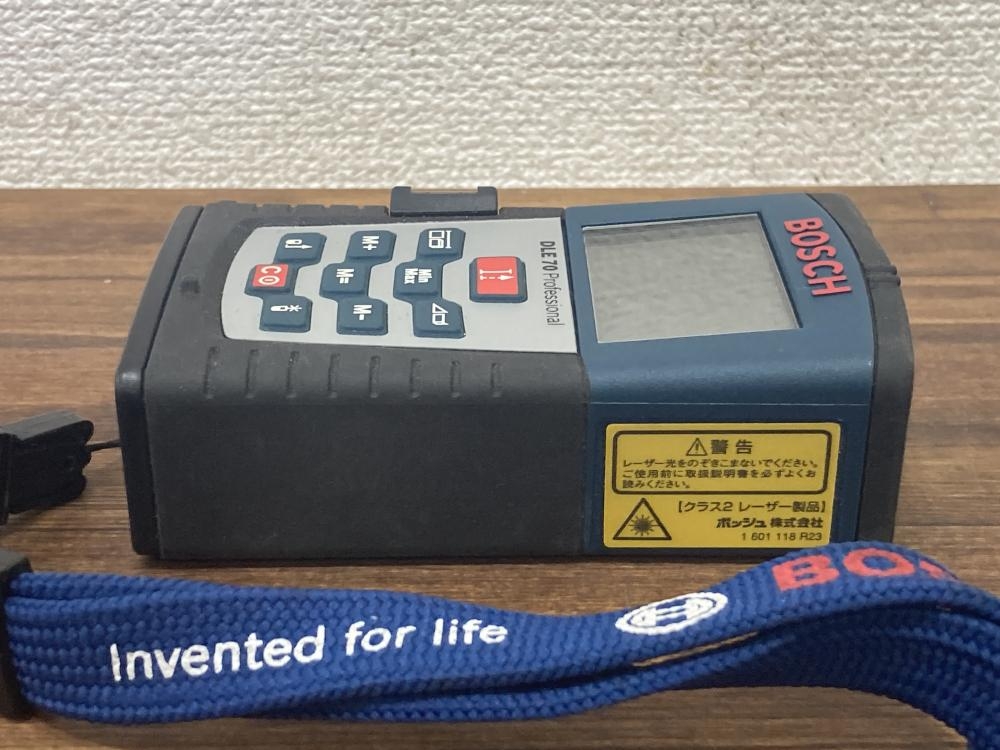 BOSCH
DLE 70 Professional
M+
M=
M-
Min
Max
C
警告
レーザー光をのぞきこまないでください。
ご使用前に取扱説明書を必ずよくお
読みください。
【クラス2 レーザー製品】
ボッシュ 株式会社
1 601 118 R23
Invented for life
BOS